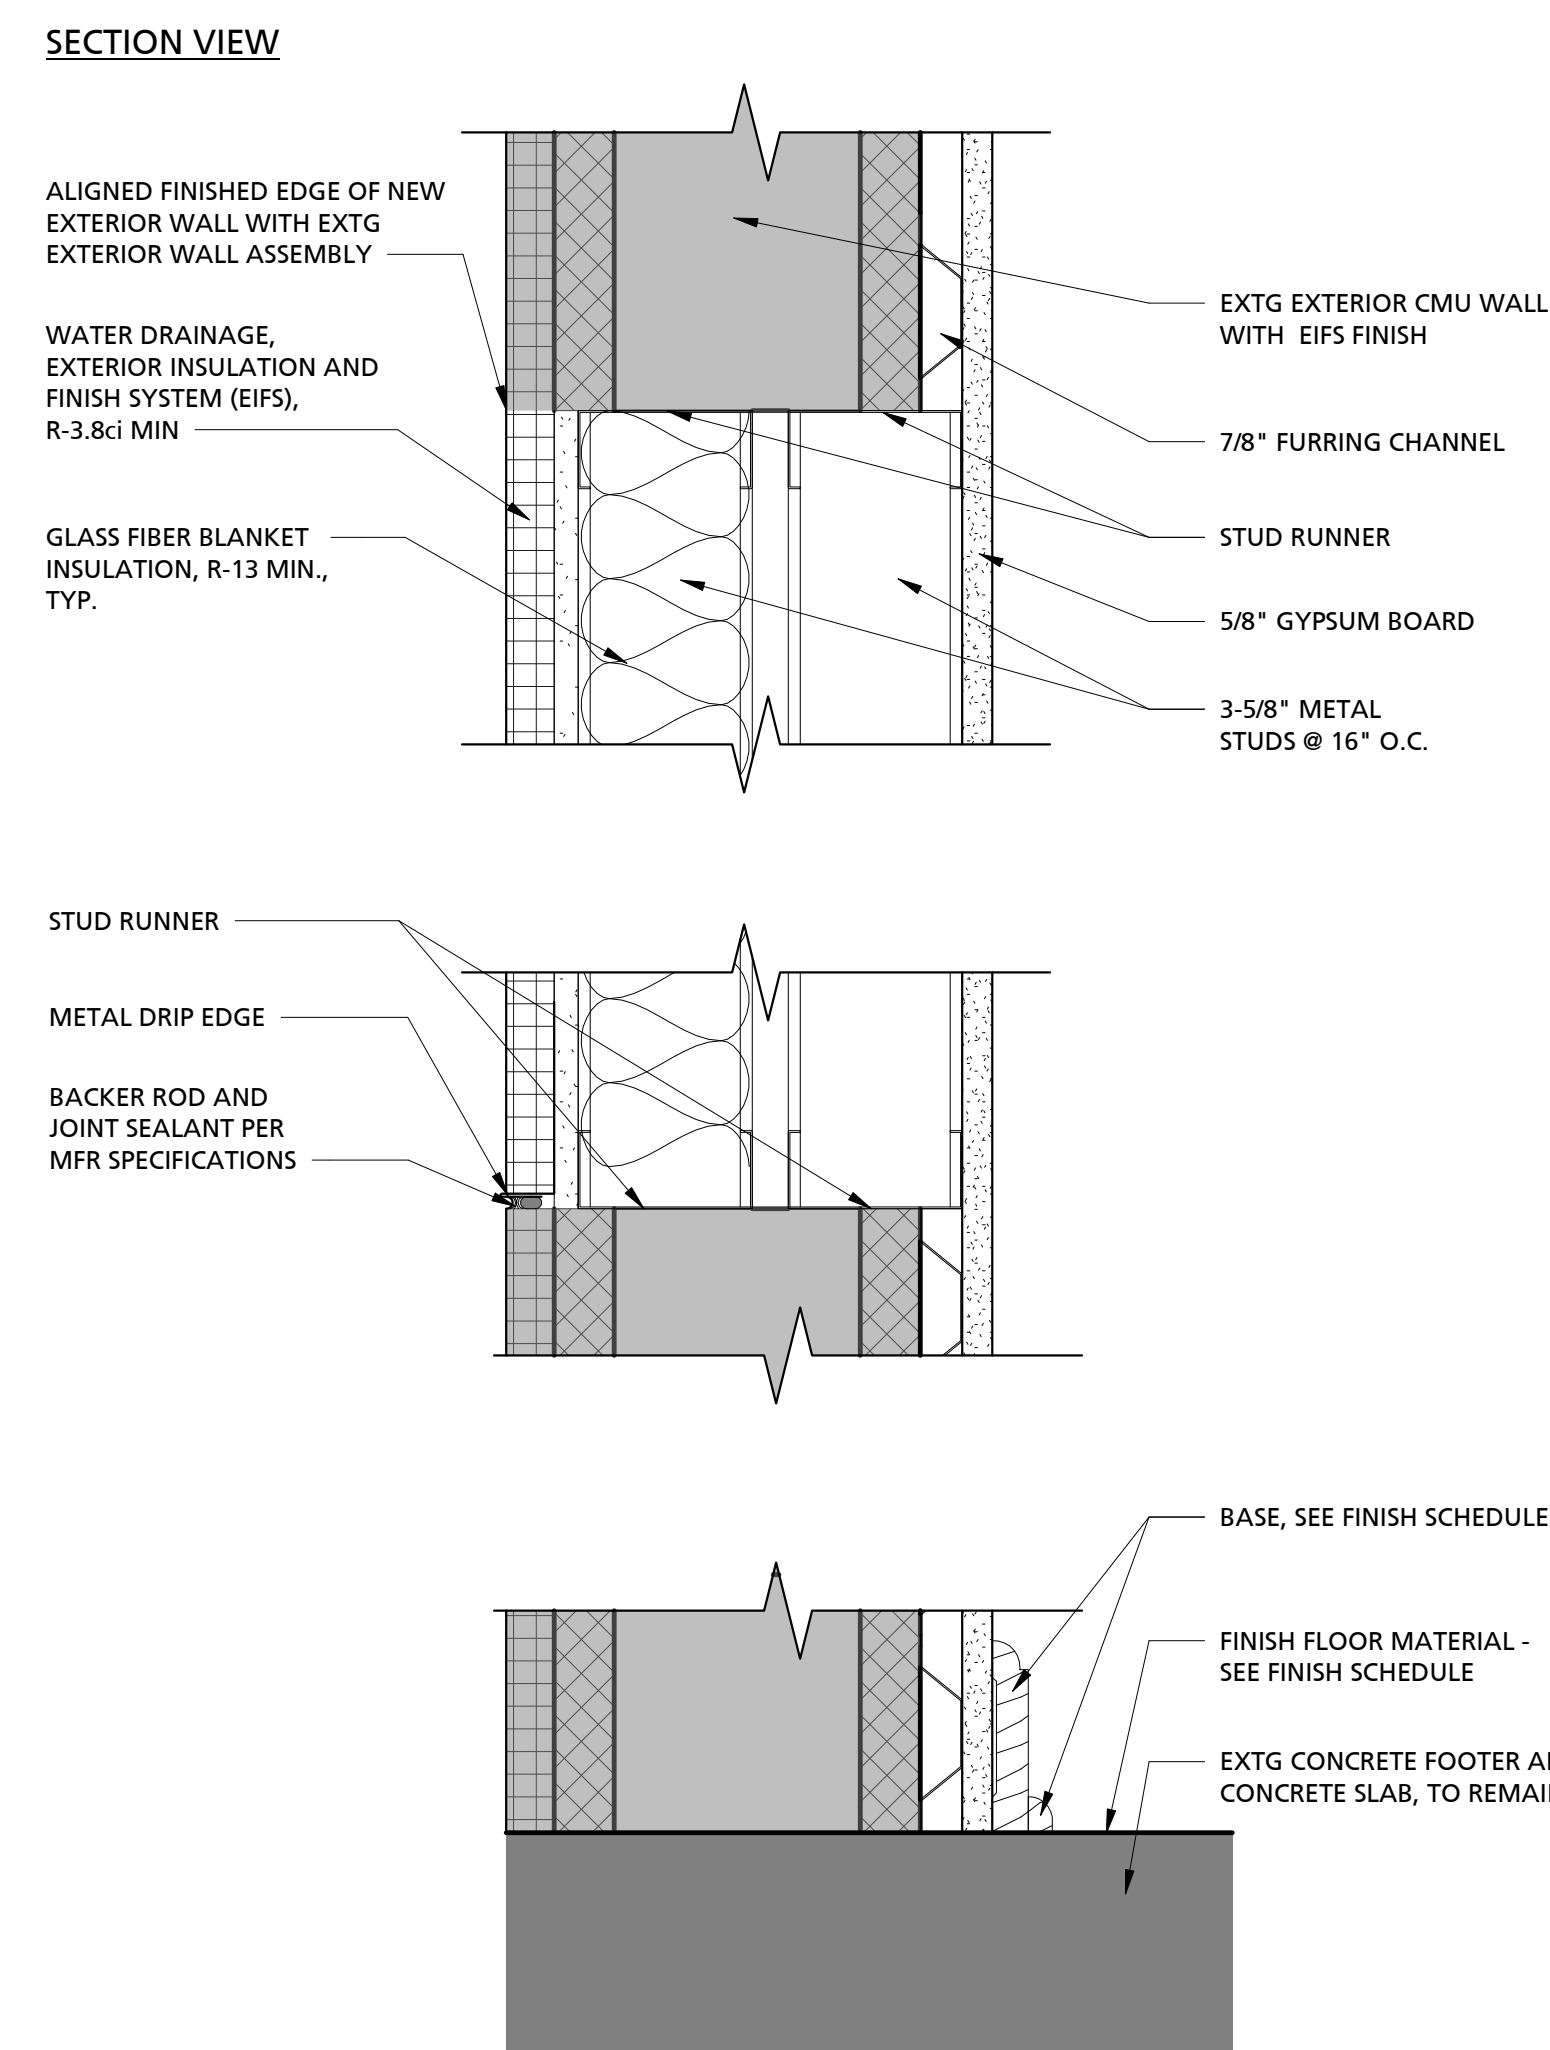 SECTION VIEW
ALIGNED FINISHED EDGE OF NEW
EXTERIOR WALL WITH EXTG
EXTERIOR WALL ASSEMBLY
WATER DRAINAGE,
EXTERIOR INSULATION AND
FINISH SYSTEM (EIFS),
R-3.8ci MIN
GLASS FIBER BLANKET
INSULATION, R-13 MIN.,
TYP.
EXTG EXTERIOR CMU WALL
WITH EIFS FINISH
7/8" FURRING CHANNEL
STUD RUNNER
5/8" GYPSUM BOARD
3-5/8" METAL
STUDS @ 16" O.C.
STUD RUNNER
METAL DRIP EDGE
BACKER ROD AND
JOINT SEALANT PER
MFR SPECIFICATIONS
BASE, SEE FINISH SCHEDULE
FINISH FLOOR MATERIAL -
SEE FINISH SCHEDULE
EXTG CONCRETE FOOTER
CONCRETE SLAB, TO